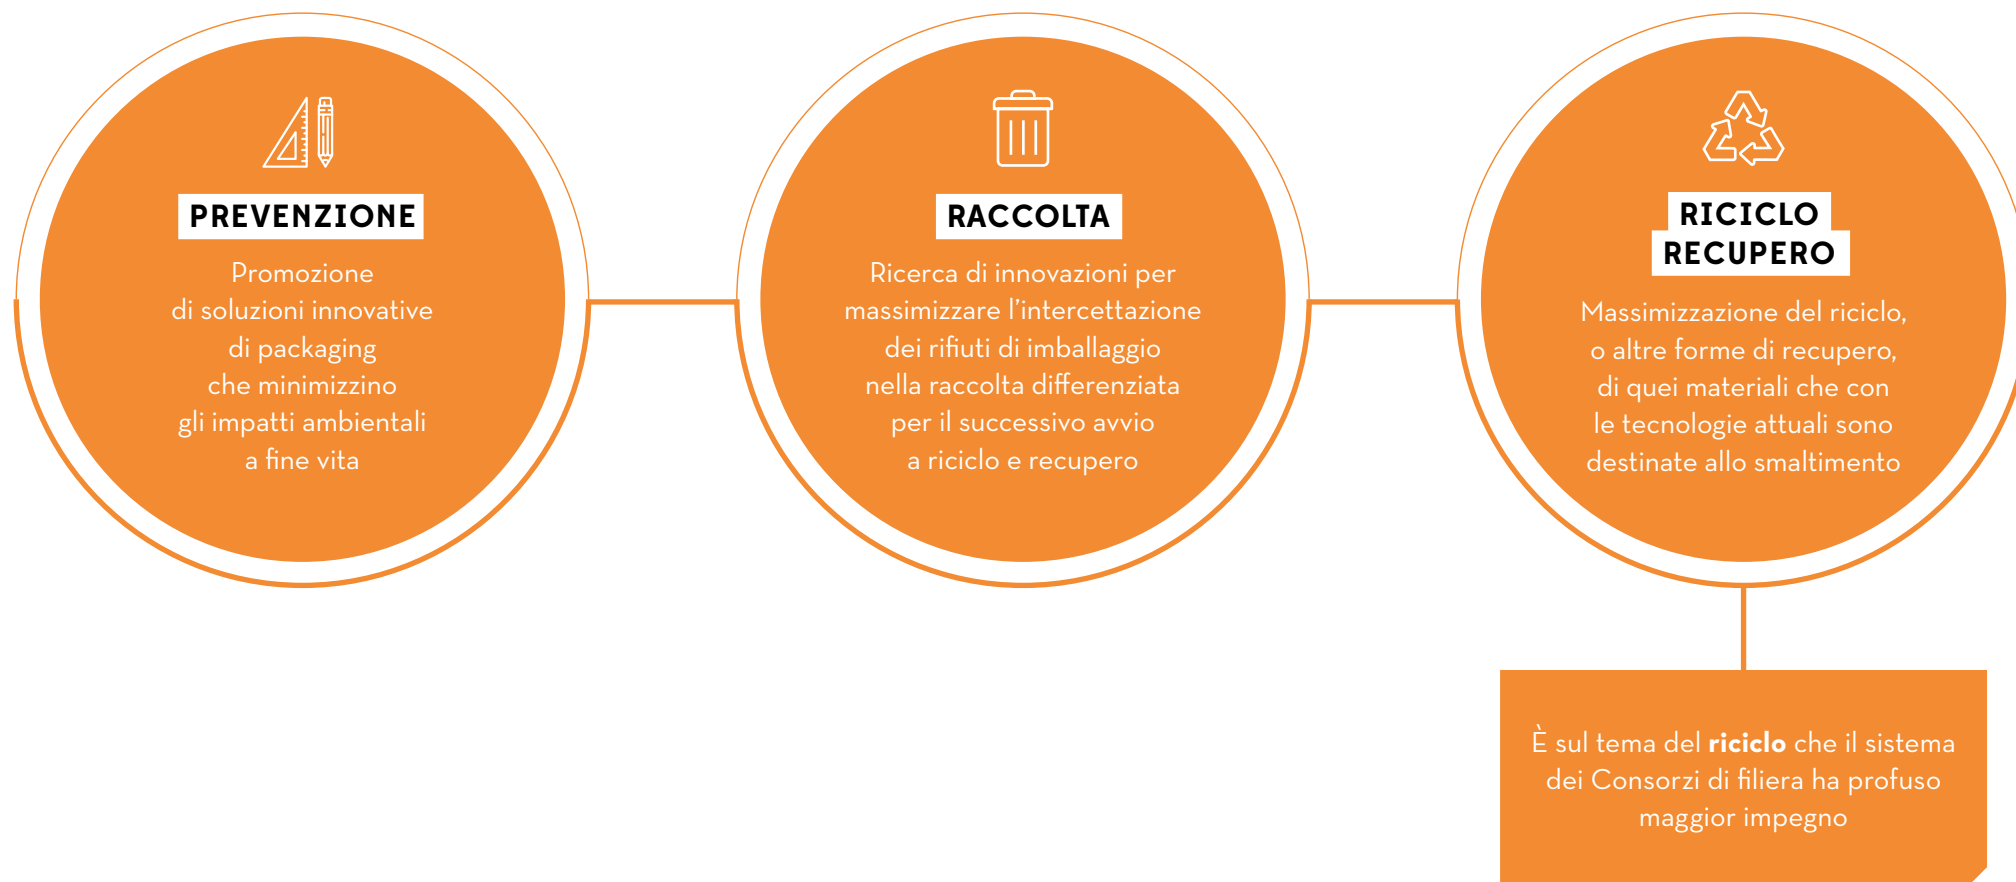 PREVENZIONE
Promozione
di soluzioni innovative
di packaging
che minimizzino
gli impatti ambientali
a fine vita
RACCOLTA
Ricerca di innovazioni per
massimizzare l’intercettazione
dei rifiuti di imballaggio
nella raccolta differenziata
per il successivo avvio
a riciclo e recupero
RICICLO
RECUPERO
Massimizzazione del riciclo,
o altre forme di recupero,
di quei materiali che con
le tecnologie attuali sono
destinate allo smaltimento
È sul tema del riciclo che il sistema
dei Consorzi di filiera ha profuso
maggior impegno